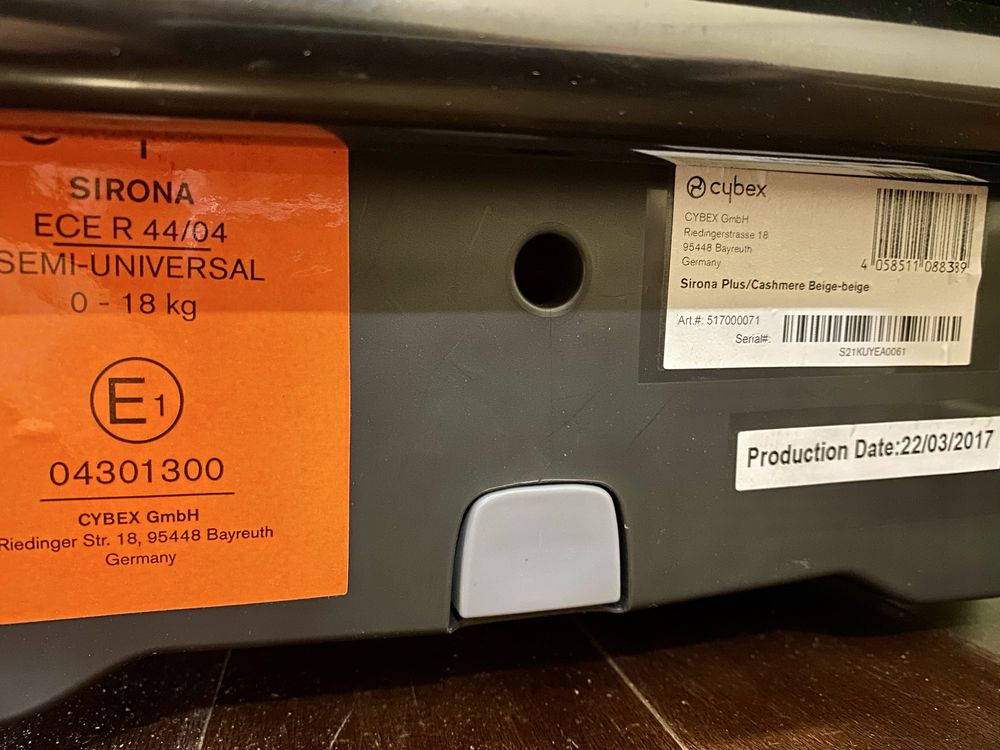 SIRONA
ECE R 44/04
SEMI-UNIVERSAL
0 - 18 kg
E1
04301300
CYBEX GmbH
Riedinger Str. 18, 95448 Bayreuth
Germany
cybex
CYBEX GmbH
Riedingerstrasse 18
95448 Bayreuth
Germany
4 058511 088389
Sirona Plus/Cashmere Beige-beige
Art.#: 517000071
Serial#:
S21KUYEA0061
Production Date:22/03/2017